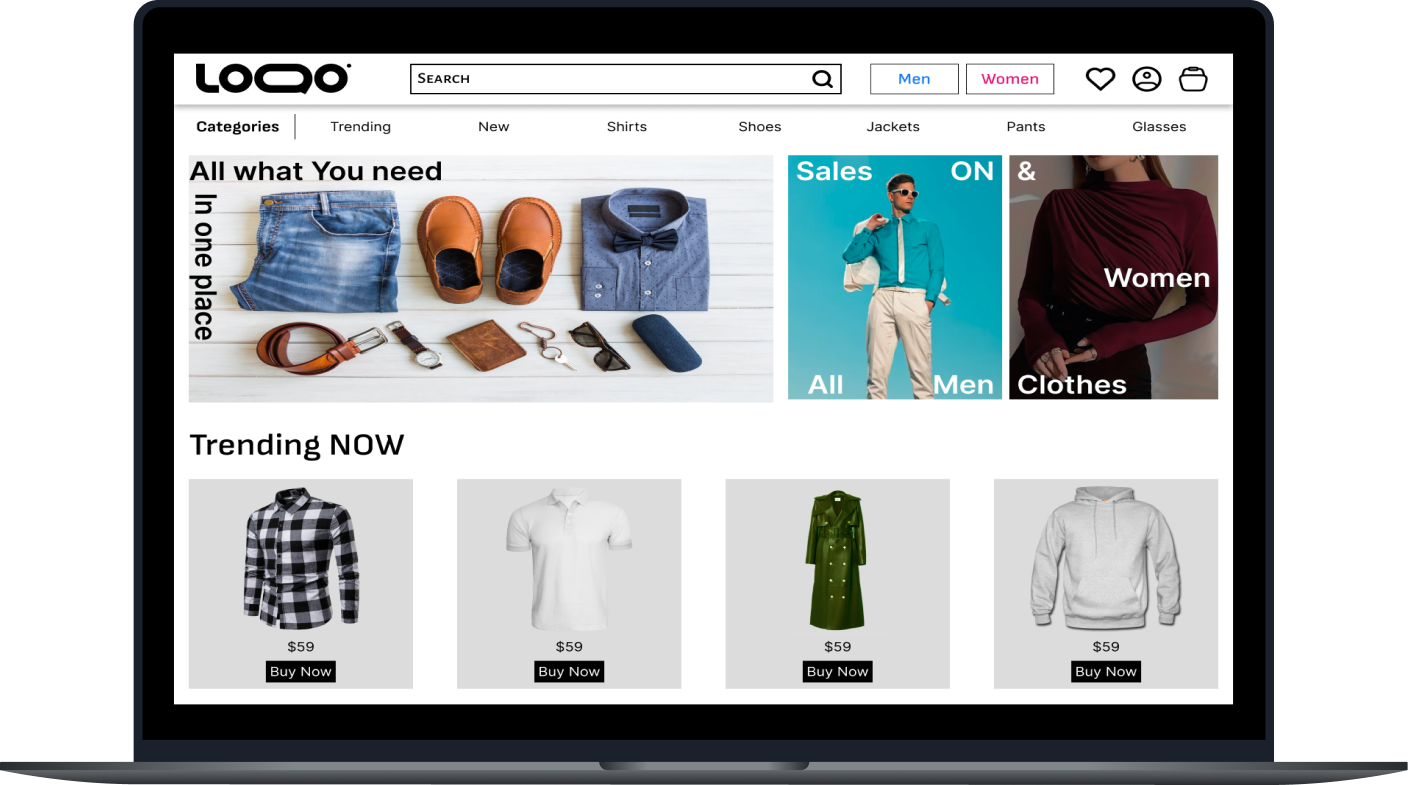 LOQO
SEARCH
Men
Women
Categories
Trending
New
Shirts
Shoes
Jackets
Pants
Glasses
All what You need
In one place
Sales ON &
Women
All Men Clothes
Trending NOW
$59
Buy Now
$59
Buy Now
$59
Buy Now
$59
Buy Now